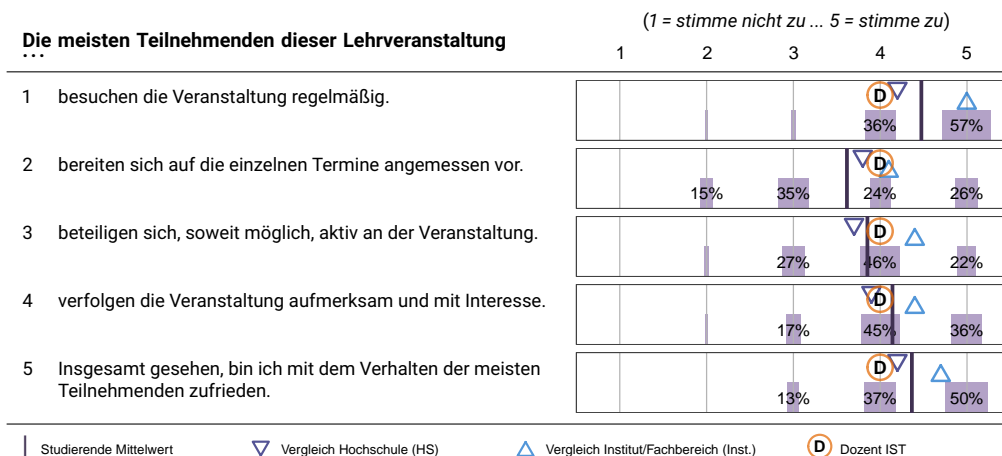 (1 = stimme nicht zu ... 5 = stimme zu)
Die meisten Teilnehmenden dieser Lehrveranstaltung
...
1 2 3 4 5
1 besuchen die Veranstaltung regelmäßig.
D
36% 57%
2 bereiten sich auf die einzelnen Termine angemessen vor.
D
15% 35% 24% 26%
3 beteiligen sich, soweit möglich, aktiv an der Veranstaltung.
D
27% 46% 22%
4 verfolgen die Veranstaltung aufmerksam und mit Interesse.
D
17% 45% 36%
5 Insgesamt gesehen, bin ich mit dem Verhalten der meisten
Teilnehmenden zufrieden.
D
13% 37% 50%
Studierende Mittelwert Vergleich Hochschule (HS) Vergleich Institut/Fachbereich (Inst.) D Dozent IST